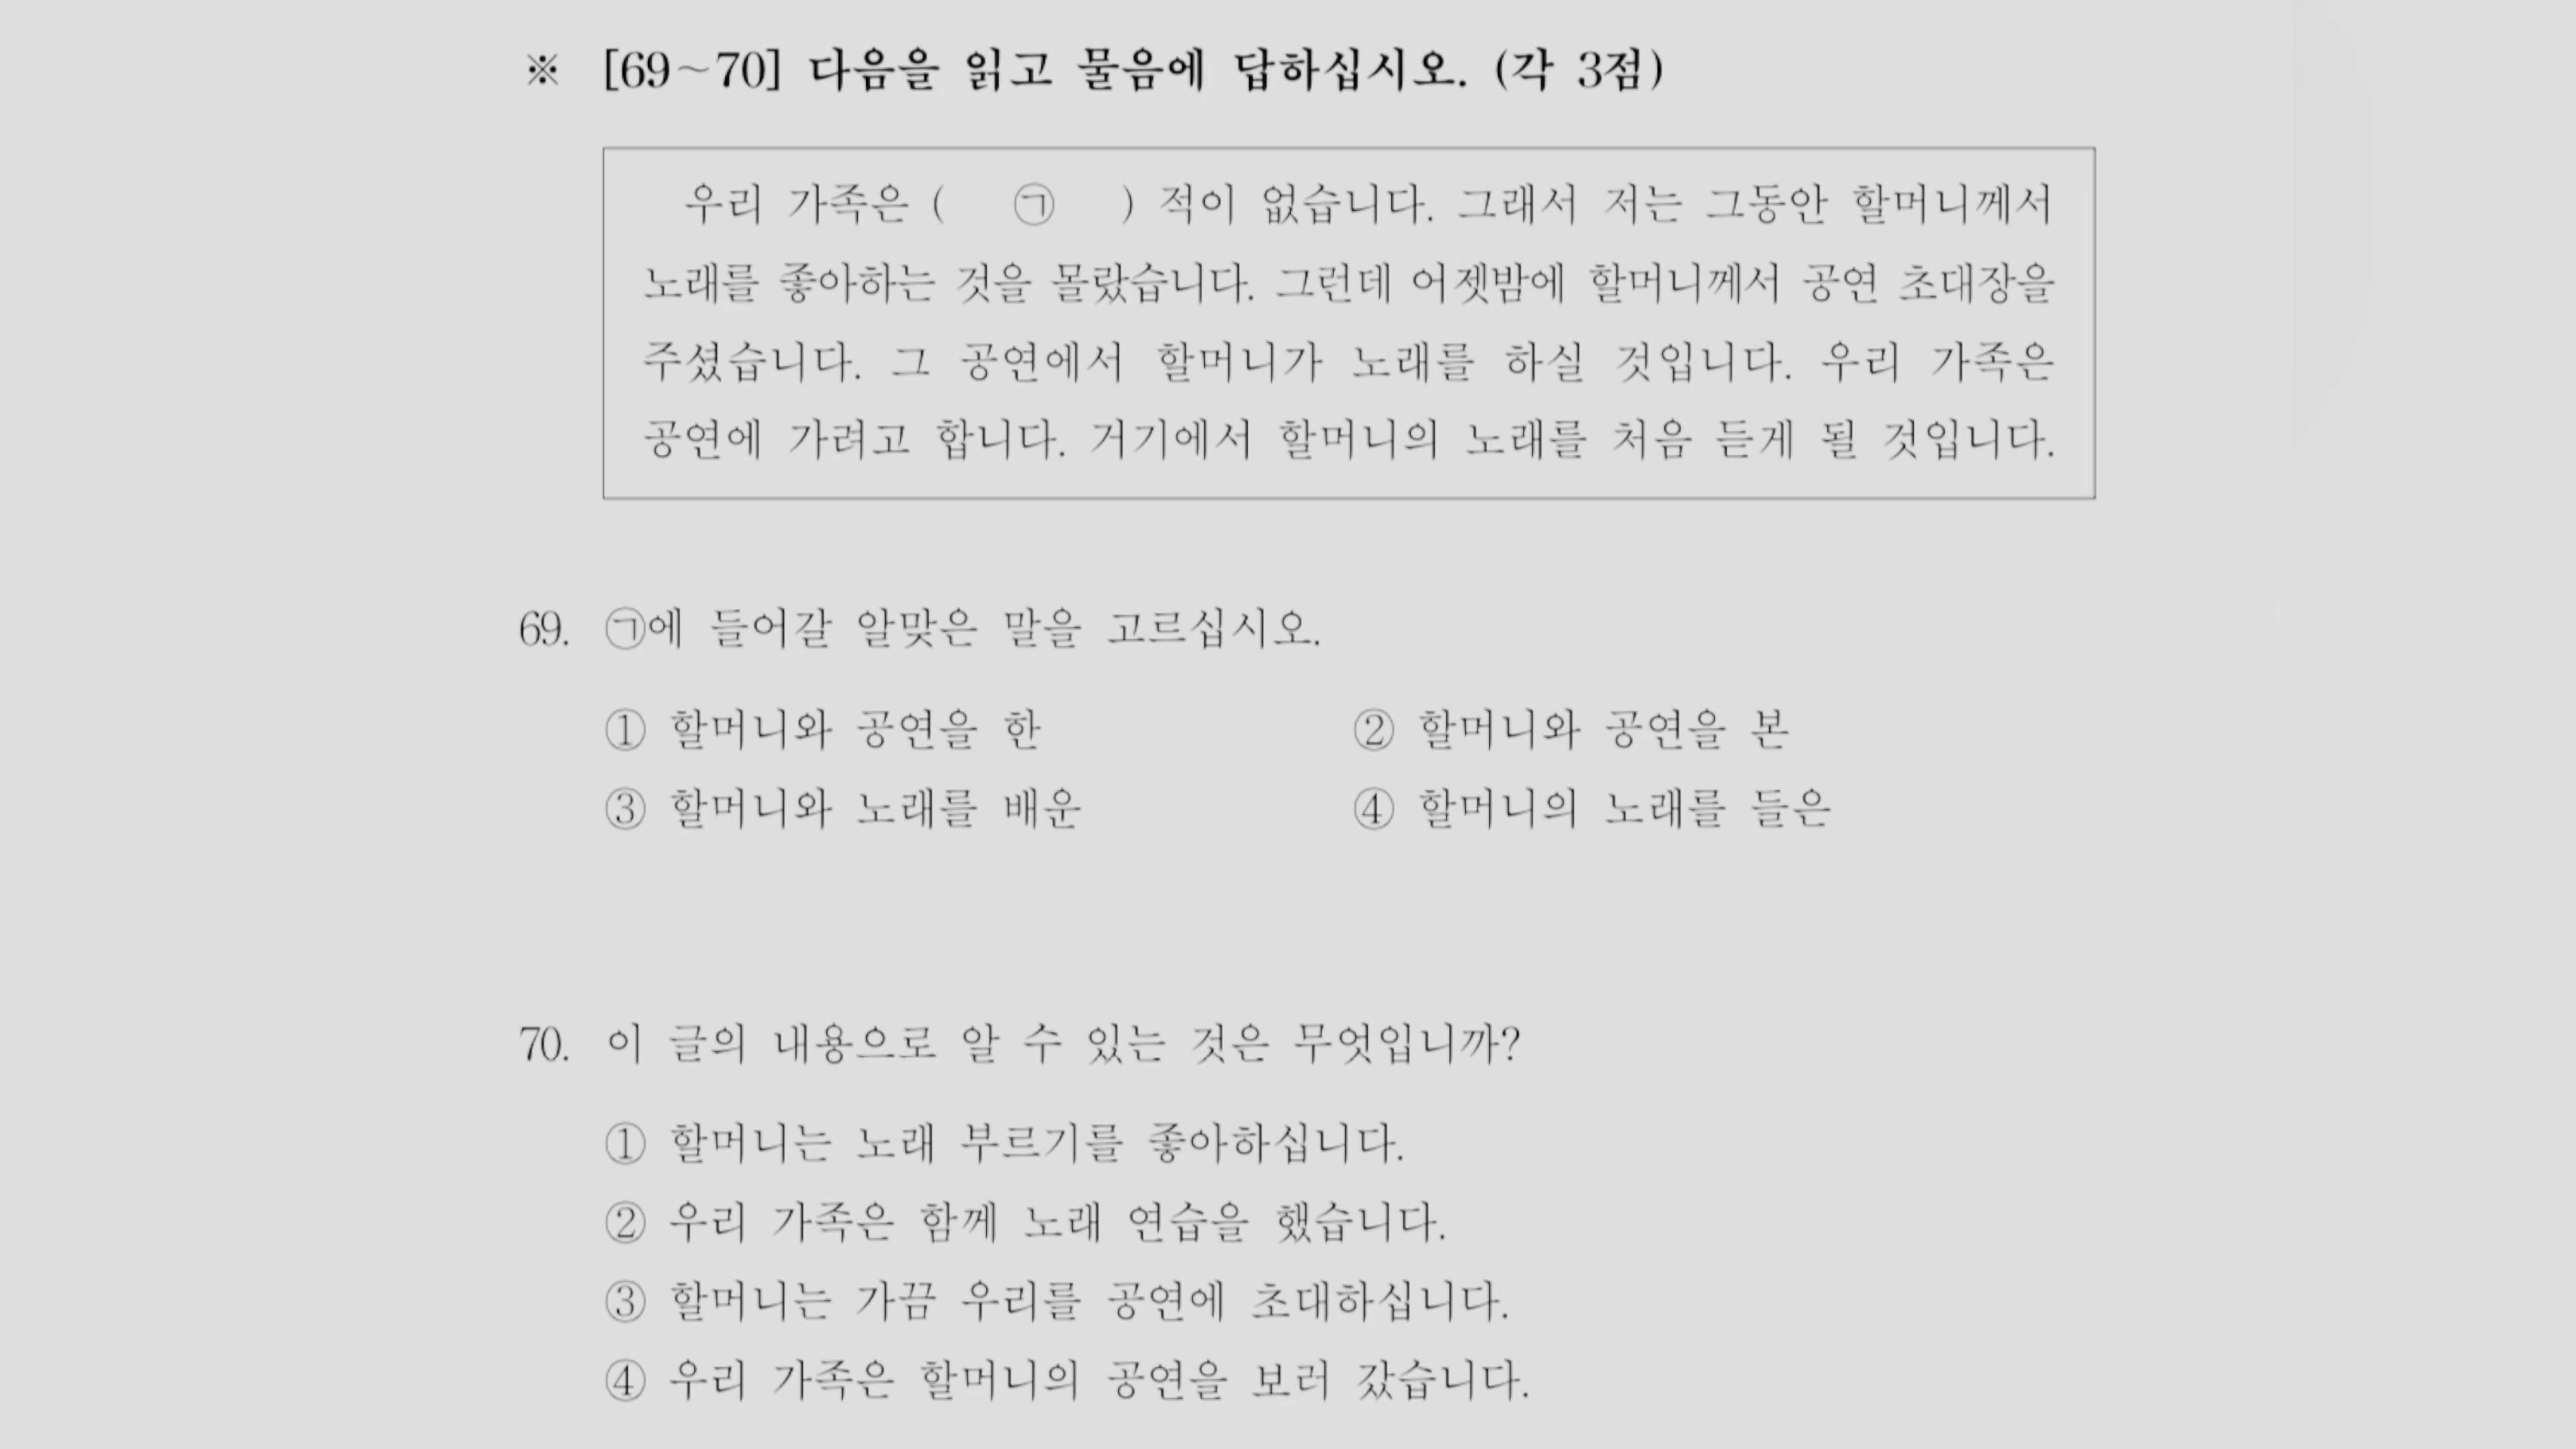 ※ [69~70] 다음을 읽고 물음에 답하십시오. (각 3점)
우리 가족은 ( ㉠ ) 적이 없습니다. 그래서 저는 그동안 할머니께서
노래를 좋아하는 것을 몰랐습니다. 그런데 어젯밤에 할머니께서 공연 초대장을
주셨습니다. 그 공연에서 할머니가 노래를 하실 것입니다. 우리 가족은
공연에 가려고 합니다. 거기에서 할머니의 노래를 처음 듣게 될 것입니다.
69. ㉠에 들어갈 알맞은 말을 고르십시오.
① 할머니와 공연을 한 ② 할머니와 공연을 본
③ 할머니와 노래를 배운 ④ 할머니의 노래를 들은
70. 이 글의 내용으로 알 수 있는 것은 무엇입니까?
① 할머니는 노래 부르기를 좋아하십니다.
② 우리 가족은 함께 노래 연습을 했습니다.
③ 할머니는 가끔 우리를 공연에 초대하십니다.
④ 우리 가족은 할머니의 공연을 보러 갔습니다.